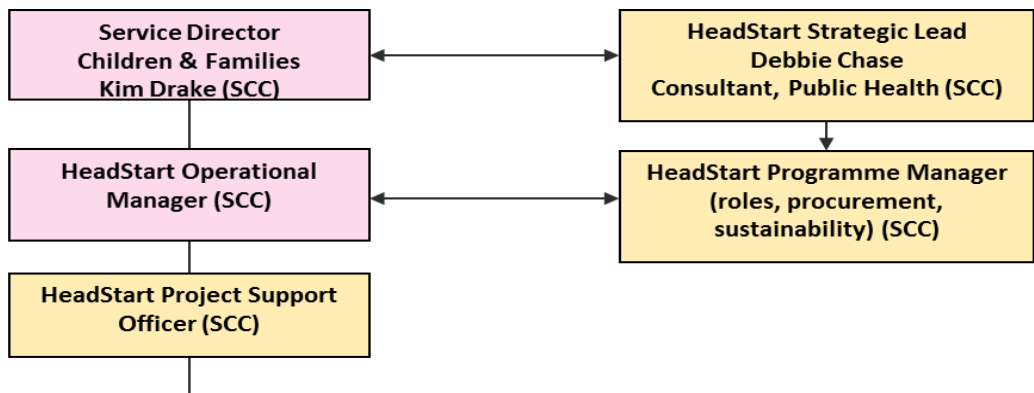 Service Director
Children & Families
Kim Drake (SCC)
HeadStart Strategic Lead
Debbie Chase
Consultant, Public Health (SCC)
HeadStart Operational
Manager (SCC)
HeadStart Programme Manager
(roles, procurement,
sustainability) (SCC)
HeadStart Project Support
Officer (SCC)